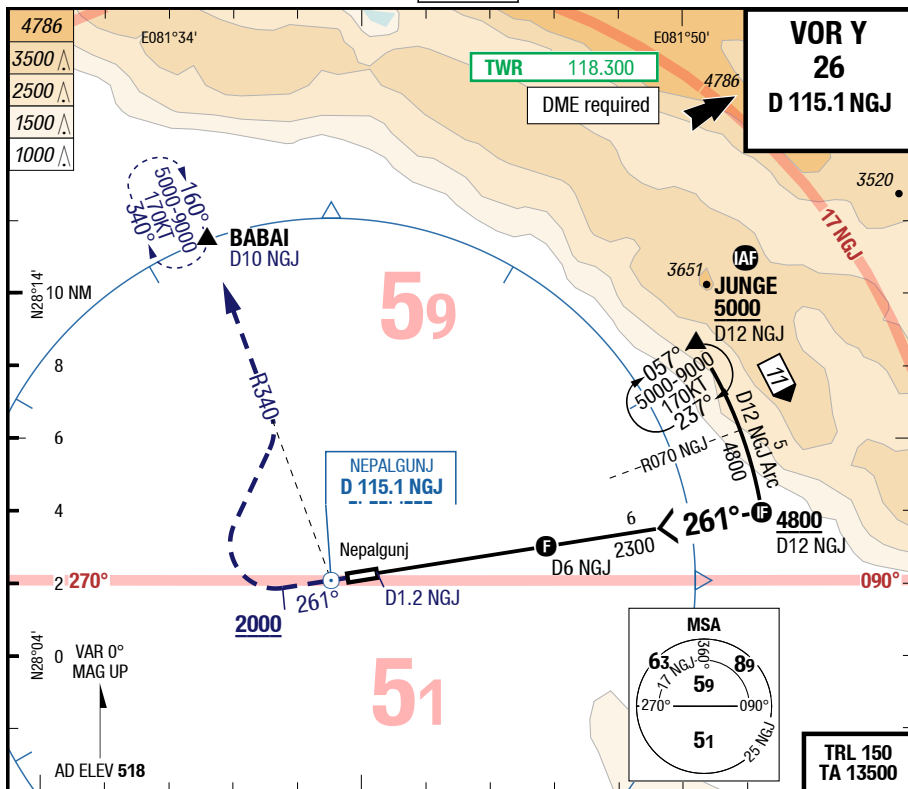 4786
3500
2500
1500
1000
E081°34'
E081°50'
TWR 118.300
DME required
4786
VOR Y
26
D 115.1 NGJ
3520
17 NGJ
160°
5000-9000
170KT
340°
BABAI
D10 NGJ
59
IAF
3651
JUNGE
5000
D12 NGJ
N28°14'
10 NM
8
6
4
2
0
057°
5000-9000
170KT
237°
11
D12 NGJ Arc
5
4800
R070 NGJ
R340
NEPALGUNJ
D 115.1 NGJ
Nepalgunj
F
D6 NGJ
6
2300
261°
IF
4800
D12 NGJ
270°
090°
261°
D1.2 NGJ
2000
N28°04'
VAR 0°
MAG UP
51
AD ELEV 518
MSA
63
17 NGJ
360°
89
59
270°
090°
51
25 NGJ
TRL 150
TA 13500